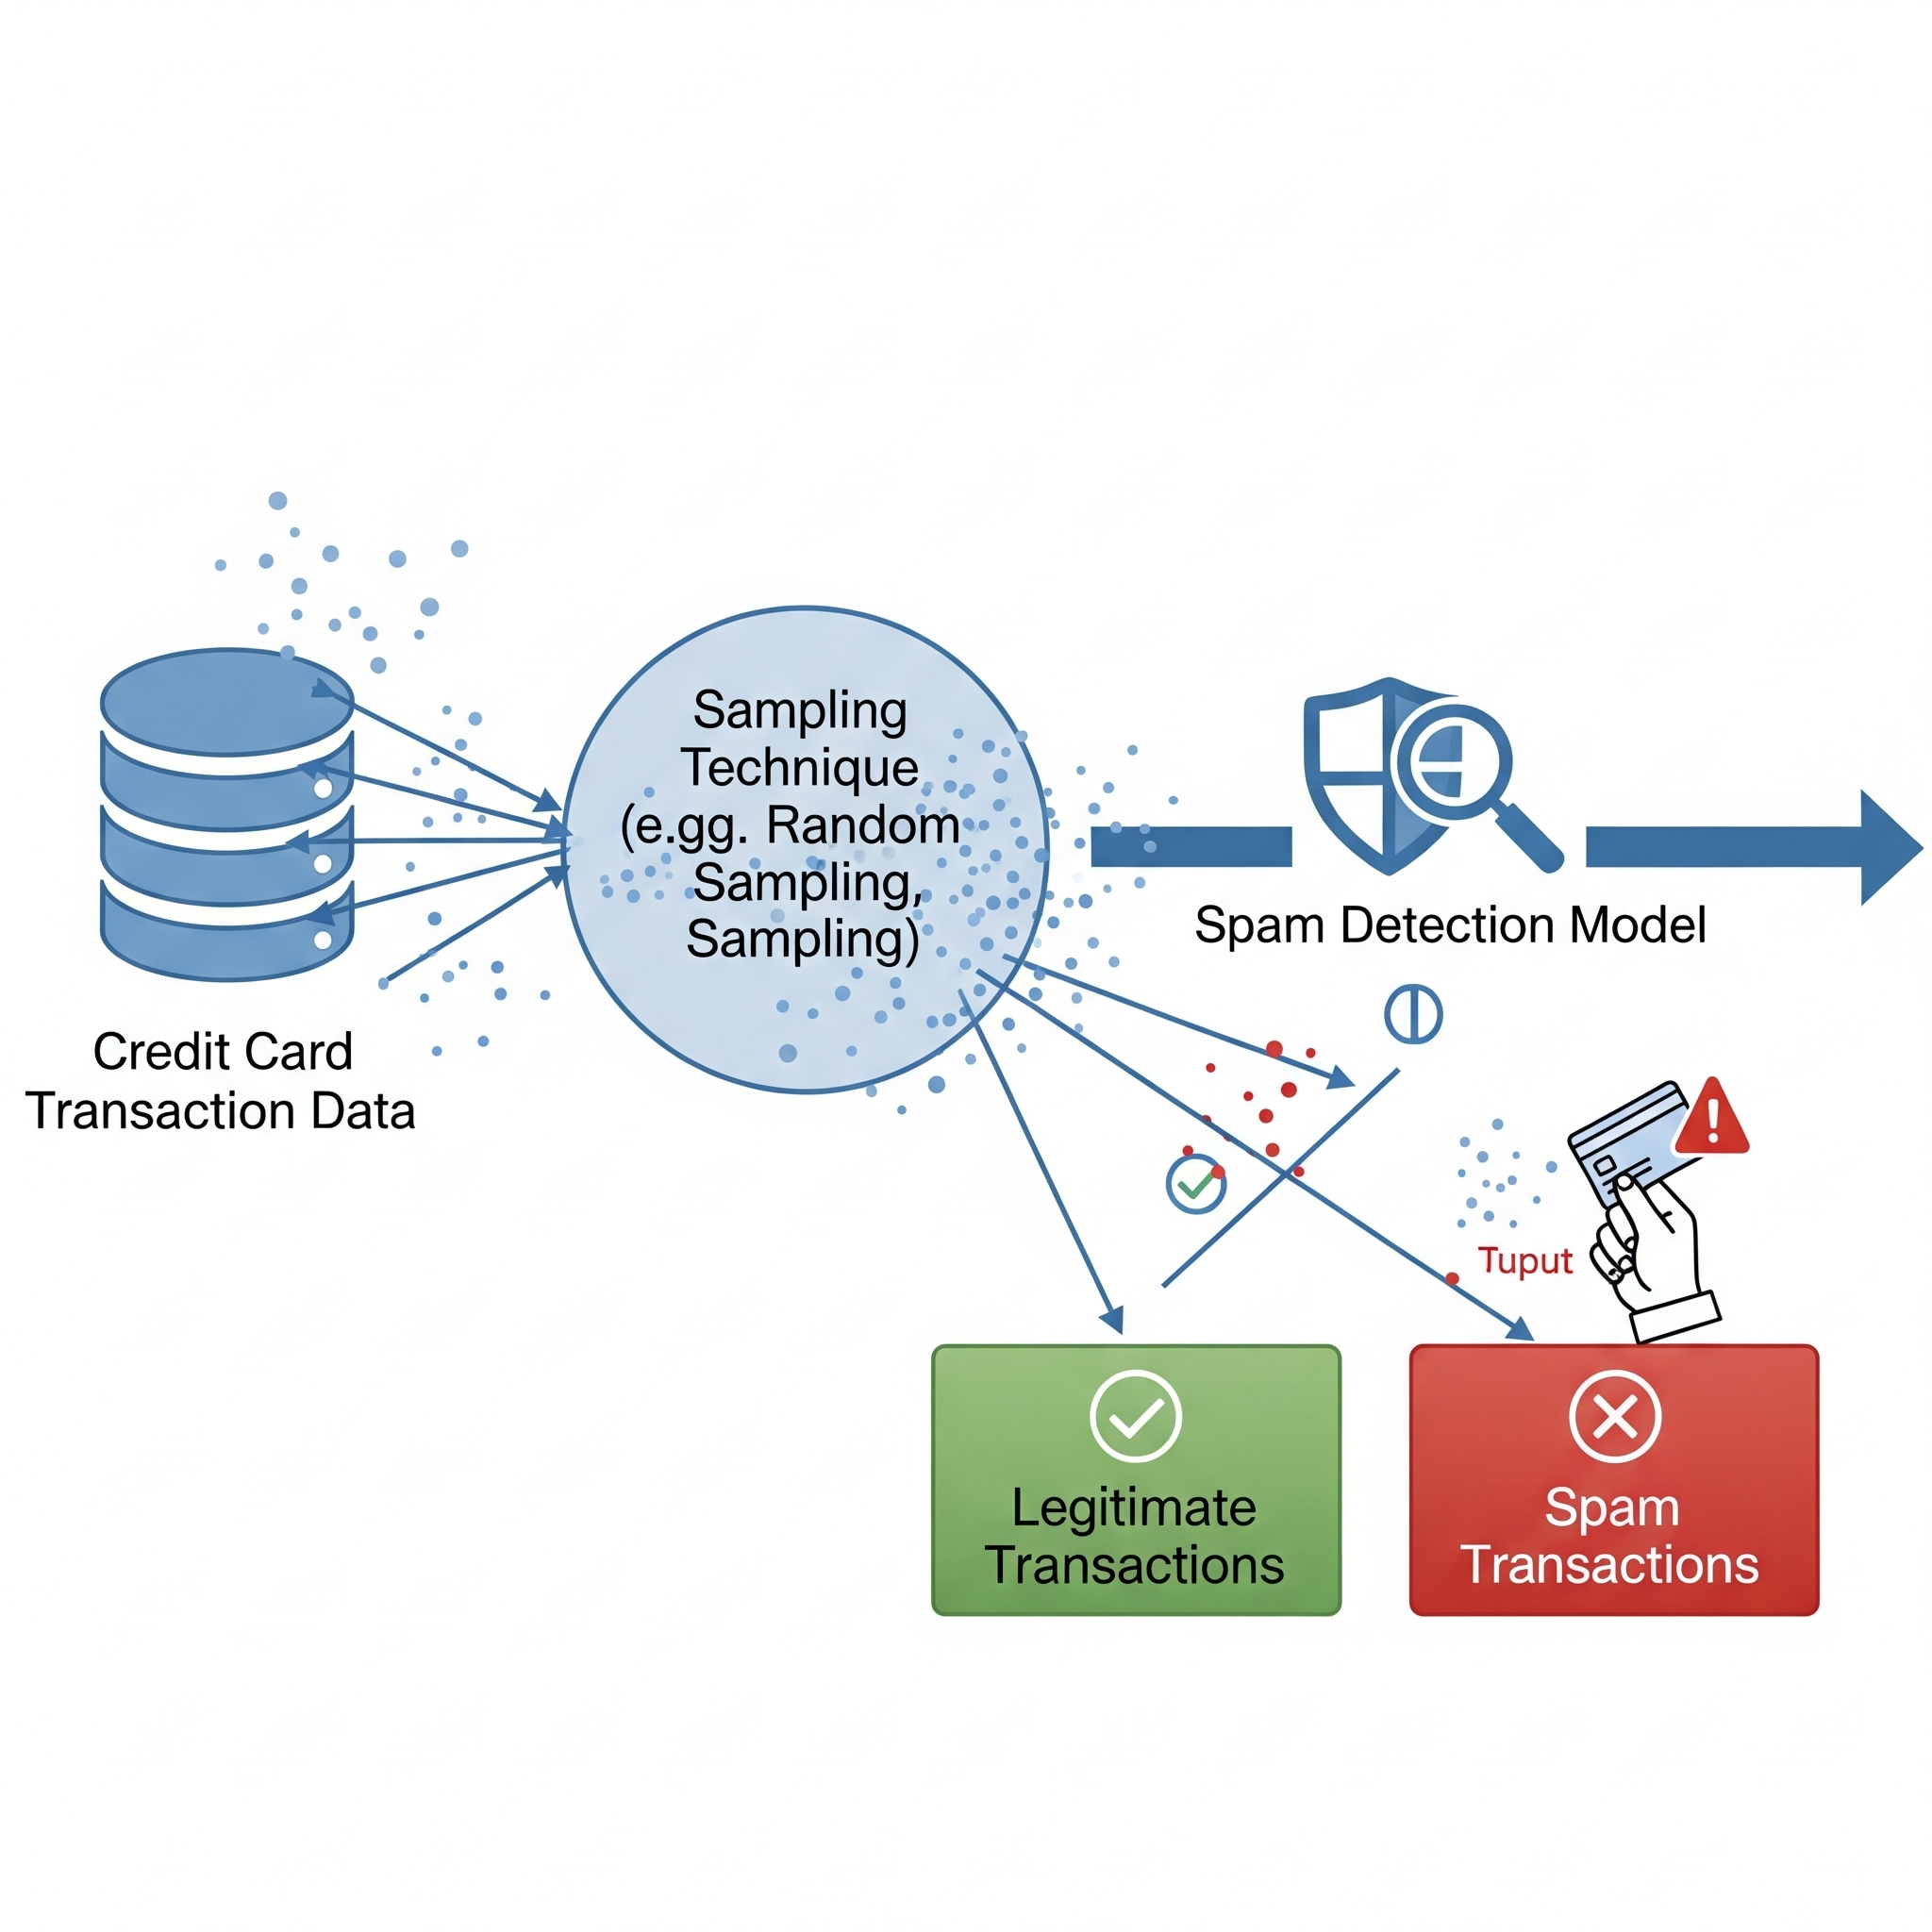 Credit Card
Transaction Data
Sampling
Technique
(e.gg. Random
Sampling,
Sampling)
Spam Detection Model
!
Tuput
Legitimate
Transactions
Spam
Transactions